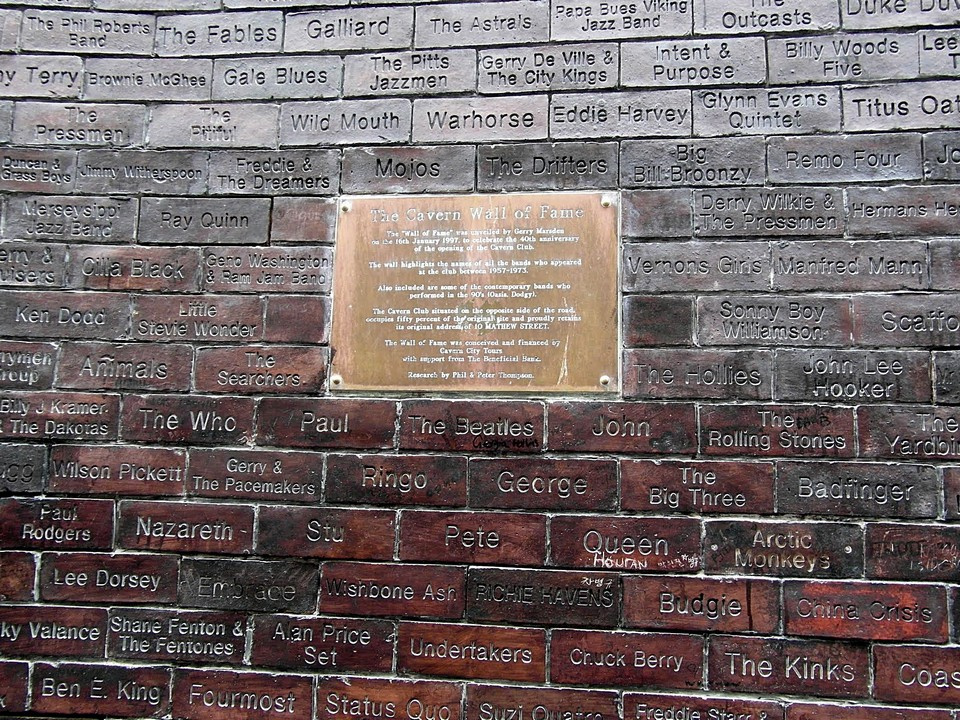 The Phil Roberts
Band
The Fables
Galliard
The Astrals
Papa Bues Viking
Jazz Band
The
Outcasts
Duke
Terry
Brownie McGhee
Gale Blues
The Pitts
Jazzmen
Gerry De Ville &
The City Kings
Intent &
Purpose
Billy Woods
Five
The
Pressmen
The
Pitiful
Wild Mouth
Warhorse
Eddie Harvey
Glynn Evans
Quintet
Titus
Duncan &
Grass Boys
Jimmy Witherspoon
Freddie &
The Dreamers
Mojos
The Drifters
Big
Bill Broonzy
Remo Four
Merseysippi
Jazz Band
Ray Quinn
Derry Wilkie &
The Pressmen
Hermans
Cilla Black
Geno Washington
& Ram Jam Band
Vernons Girls
Manfred Mann
Ken Dodd
Little
Stevie Wonder
Sonny Boy
Williamson
Animals
The
Searchers
The Hollies
John Lee
Hooker
The Cavern Wall of Fame
The "Wall of Fame" was unveiled by Gerry Marsden
on the 16th January 1997, to celebrate the 40th anniversary
of the opening of the Cavern Club.
The wall highlights the names of all the bands who appeared
at the club between 1957-1973.
Also included are some of the contemporary bands who
performed in the 90's (Oasis, Dodgy).
The Cavern Club situated on the opposite side of the road,
occupies fifty percent of the original site and proudly retains
its original address of 10 MATHEW STREET.
The Wall of Fame was conceived and financed by
Cavern City Tours
with support from The Beneficial Bank.
Research by Phil & Peter Thompson.
Billy J Kramer
The Dakotas
The Who
Paul
The Beatles
John
The
Rolling Stones
The
Wilson Pickett
Gerry &
The Pacemakers
Ringo
George
The
Big Three
Badfinger
Paul
Rodgers
Nazareth
Stu
Pete
Queen
Arctic
Monkeys
Lee Dorsey
Embrace
Wishbone Ash
RICHIE HAVENS
Budgie
China Crisis
Valance
Shane Fenton &
The Fentones
Alan Price
Set
Undertakers
Chuck Berry
The Kinks
Ben E. King
Fourmost
Status Quo
Suzi Quatro
Freddie Starr &